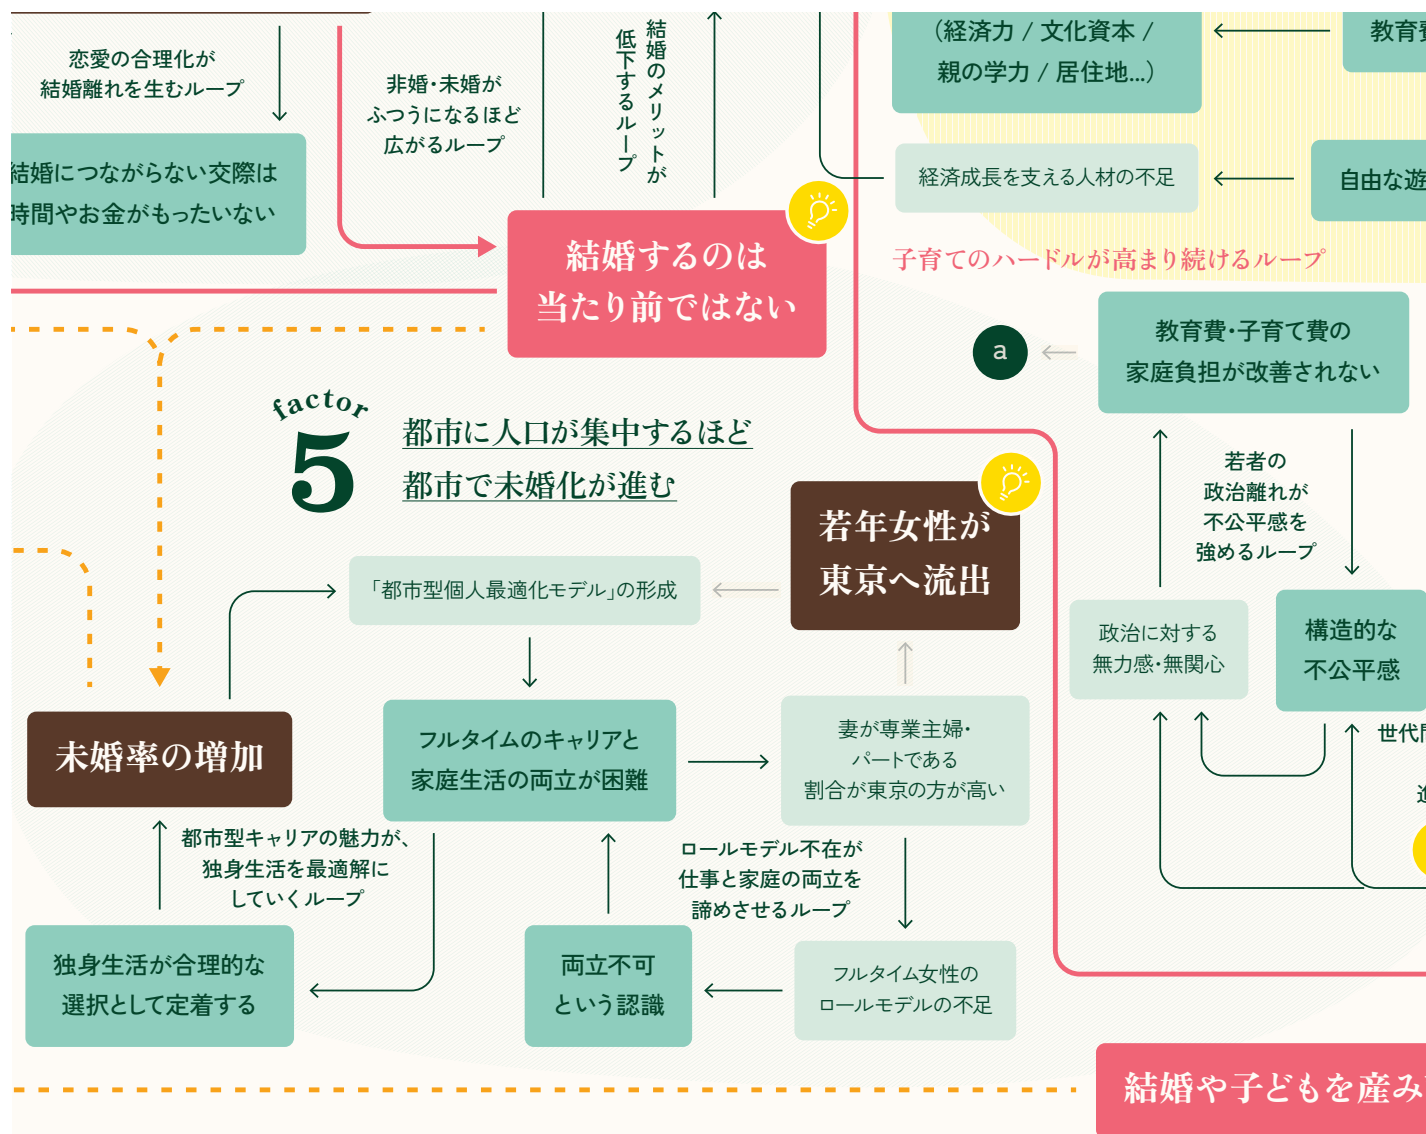 恋愛の合理化が
結婚離れを生むループ
結婚につながらない交際は
時間やお金がもったいない
非婚・未婚が
ふつうになるほど
広がるループ
結婚のメリットが
低下するループ
（経済力 / 文化資本 /
親の学力 / 居住地...）
教育費
経済成長を支える人材の不足
自由な遊
子育てのハードルが高まり続けるループ
結婚するのは
当たり前ではない
a
教育費・子育て費の
家庭負担が改善されない
factor
5
都市に人口が集中するほど
都市で未婚化が進む
若年女性が
東京へ流出
若者の
政治離れが
不公平感を
強めるループ
「都市型個人最適化モデル」の形成
政治に対する
無力感・無関心
構造的な
不公平感
世代間
進
未婚率の増加
フルタイムのキャリアと
家庭生活の両立が困難
妻が専業主婦・
パートである
割合が東京の方が高い
都市型キャリアの魅力が、
独身生活を最適解に
していくループ
ロールモデル不在が
仕事と家庭の両立を
諦めさせるループ
独身生活が合理的な
選択として定着する
両立不可
という認識
フルタイム女性の
ロールモデルの不足
結婚や子どもを産み